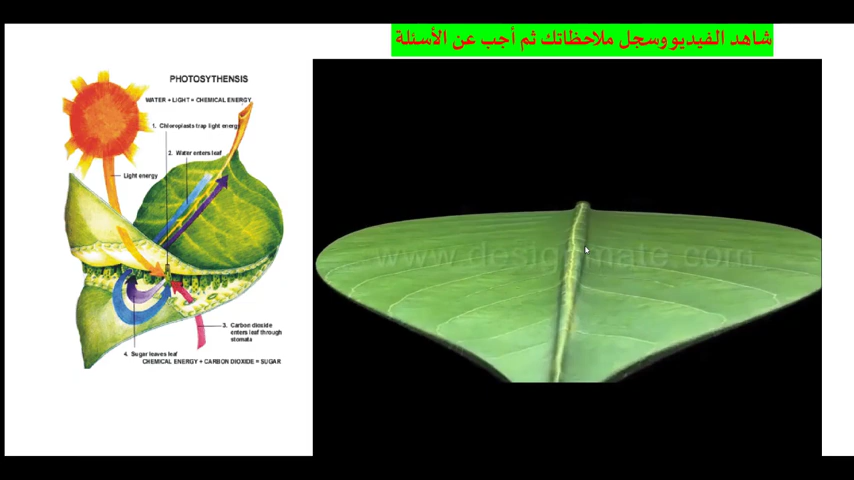 شاهد الفيديو وسجل ملاحظاتك ثم أجب عن الأسئلة
PHOTOSYTHENSIS
WATER + LIGHT = CHEMICAL ENERGY
1. Chloroplasts trap light energy
2. Water enters leaf
Light energy
www.designmate.com
3. Carbon dioxide
enters leaf through
stomata
4. Sugar leaves leaf
CHEMICAL ENERGY + CARBON DIOXIDE = SUGAR